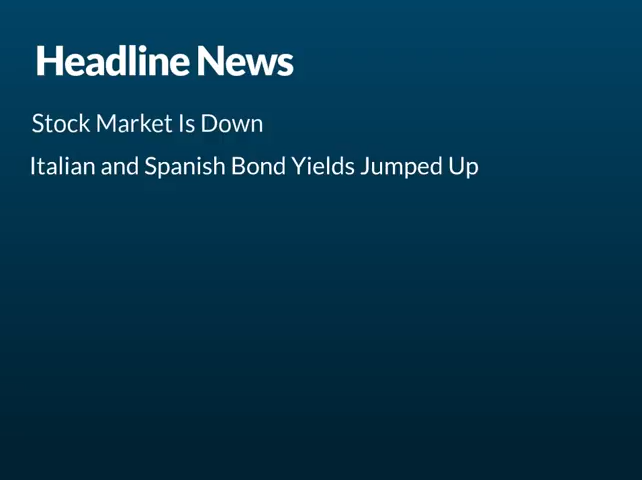 Headline News
Stock Market Is Down
Italian and Spanish Bond Yields Jumped Up